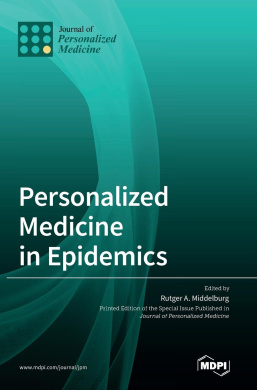 Journal of
Personalized
Medicine
Personalized
Medicine
in Epidemics
Edited by
Rutger A. Middelburg
Printed Edition of the Special Issue Published in
Journal of Personalized Medicine
www.mdpi.com/journal/jpm
MDPI